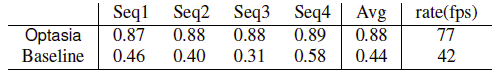 Seq1 Seq2 Seq3 Seq4 Avg rate(fps)
Optasia 0.87 0.88 0.88 0.89 0.88 77
Baseline 0.46 0.40 0.31 0.58 0.44 42